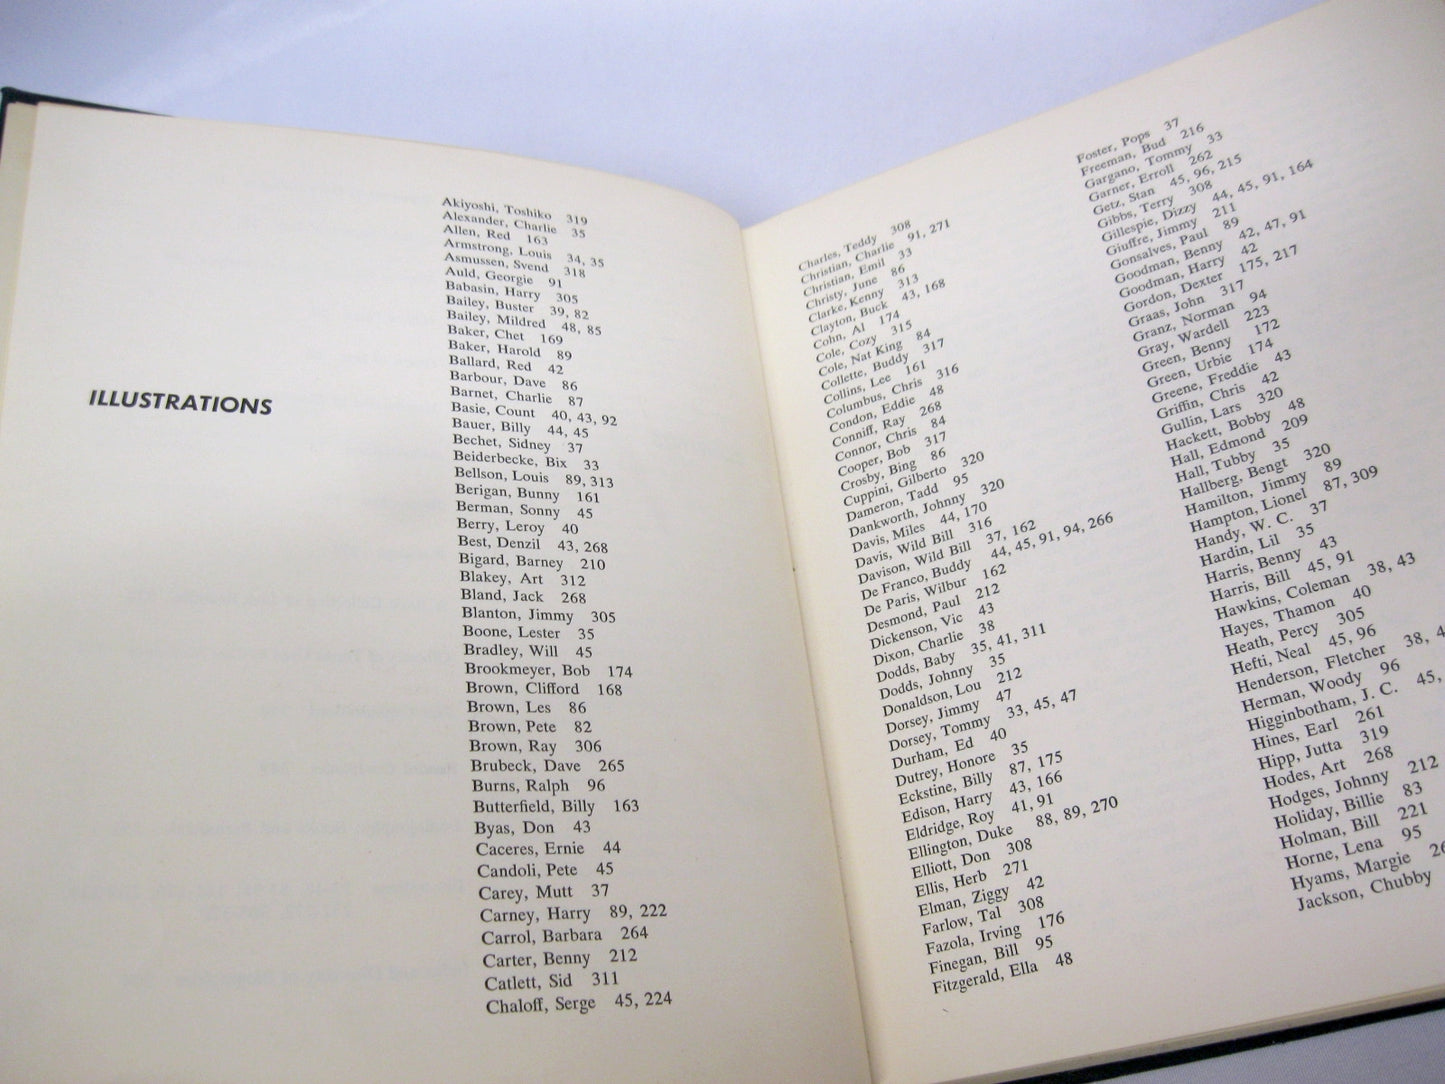 ILLUSTRATIONS
Akiyoshi, Toshiko 319
Alexander, Charlie 35
Allen, Red 163
Armstrong, Louis 34, 35
Asmussen, Svend 318
Auld, Georgie 91
Babasin, Harry 305
Bailey, Buster 39, 82
Bailey, Mildred 48, 85
Baker, Chet 169
Baker, Harold 89
Ballard, Red 42
Barbour, Dave 86
Barnet, Charlie 87
Basie, Count 40, 43, 92
Bauer, Billy 44, 45
Bechet, Sidney 37
Beiderbecke, Bix 33
Bellson, Louis 89, 313
Berigan, Bunny 161
Berman, Sonny 45
Berry, Leroy 40
Best, Denzil 43, 268
Bigard, Barney 210
Blakey, Art 312
Bland, Jack 268
Blanton, Jimmy 305
Boone, Lester 35
Bradley, Will 45
Brookmeyer, Bob 174
Brown, Clifford 168
Brown, Les 86
Brown, Pete 82
Brown, Ray 306
Brubeck, Dave 265
Burns, Ralph 96
Butterfield, Billy 163
Byas, Don 43
Caceres, Ernie 44
Candoli, Pete 45
Carey, Mutt 37
Carney, Harry 89, 222
Carrol, Barbara 264
Carter, Benny 212
Catlett, Sid 311
Chaloff, Serge 45, 224
Charles, Teddy 308
Christian, Charlie 91, 271
Christian, Emil 33
Christy, June 86
Clarke, Kenny 313
Clayton, Buck 43, 168
Cohn, Al 174
Cole, Cozy 315
Cole, Nat King 84
Collette, Buddy 317
Collins, Lee 161
Columbus, Chris 316
Condon, Eddie 48
Conniff, Ray 268
Connor, Chris 84
Cooper, Bob 317
Crosby, Bing 86
Cuppini, Gilberto 320
Dameron, Tadd 95
Dankworth, Johnny 320
Davis, Miles 44, 170
Davis, Wild Bill 316
Davison, Wild Bill 37, 162
De Franco, Buddy 44, 45, 91, 94, 266
De Paris, Wilbur 162
Desmond, Paul 212
Dickenson, Vic 43
Dixon, Charlie 38
Dodds, Baby 35, 41, 311
Dodds, Johnny 35
Donaldson, Lou 212
Dorsey, Jimmy 47
Dorsey, Tommy 33, 45, 47
Durham, Ed 40
Dutrey, Honore 35
Eckstine, Billy 87, 175
Edison, Harry 43, 166
Eldridge, Roy 41, 91
Ellington, Duke 88, 89, 270
Elliott, Don 308
Ellis, Herb 271
Elman, Ziggy 42
Farlow, Tal 308
Fazola, Irving 176
Finegan, Bill 95
Fitzgerald, Ella 48
Foster, Pops 37
Freeman, Bud 216
Gargano, Tommy 33
Garner, Erroll 262
Getz, Stan 45, 96, 215
Gibbs, Terry 308
Gillespie, Dizzy 44, 45, 91, 164
Giuffre, Jimmy 211
Gonsalves, Paul 89
Goodman, Benny 42, 47, 91
Goodman, Harry 42
Gordon, Dexter 175, 217
Graas, John 317
Granz, Norman 94
Gray, Wardell 223
Green, Benny 172
Green, Urbie 174
Greene, Freddie 43
Griffin, Chris 42
Gullin, Lars 320
Hackett, Bobby 48
Hall, Edmond 209
Hall, Tubby 35
Hallberg, Bengt 320
Hamilton, Jimmy 89
Hampton, Lionel 87, 309
Handy, W. C. 37
Hardin, Lil 35
Harris, Benny 43
Harris, Bill 45, 91
Hawkins, Coleman 38, 43
Hayes, Thamon 40
Heath, Percy 305
Hefti, Neal 45, 96
Henderson, Fletcher 38,
Herman, Woody 96
Higginbotham, J. C. 45,
Hines, Earl 261
Hipp, Jutta 319
Hodes, Art 268
Hodges, Johnny 212
Holiday, Billie 83
Holman, Bill 221
Horne, Lena 95
Hyams, Margie
Jackson, Chubby